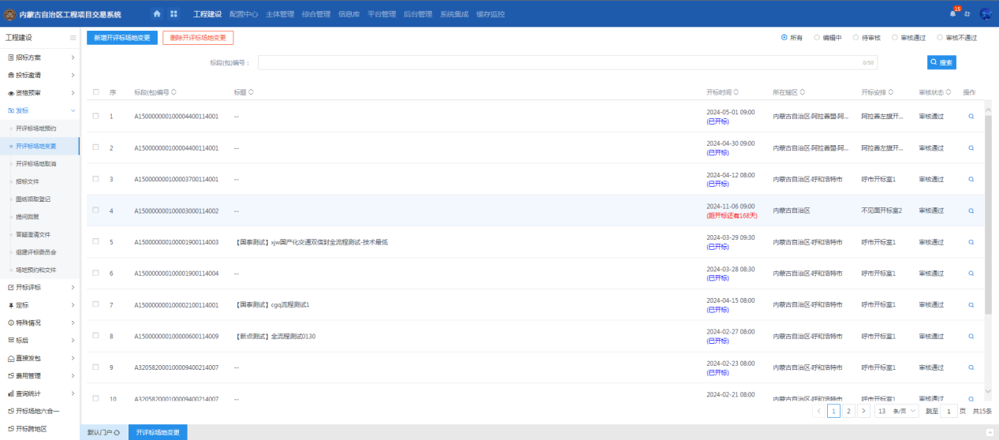 内蒙古自治区工程项目交易系统 工程建设 配置中心 主体管理 综合管理 信息库 平台管理 后台管理 系统集成 缓存监控 15
工程建设
招标方案
投标邀请
资格预审
发标
开评标场地预约
开评标场地变更
开评标场地取消
招标文件
图纸领取登记
提问回复
答疑澄清文件
组建评标委员会
场地预约和文件
开标评标
定标
特殊情况
标后
直接发包
费用管理
查询统计
开标场地六合一
开标跨地区
新增开评标场地变更 删除开评标场地变更 所有 编辑中 待审核 审核通过 审核不通过
标段(包)编号： 0/50 搜索
序 标段(包)编号 标题 开标时间 所在辖区 开标安排 审核状态 操作
1 A150000000100004400114001 -- 2024-05-01 09:00 内蒙古自治区·阿拉善盟·阿... 阿拉善左旗开... 审核通过
(已开标)
2 A150000000100004400114001 -- 2024-04-30 09:00 内蒙古自治区·阿拉善盟·阿... 阿拉善左旗开... 审核通过
(已开标)
3 A150000000100003700114001 -- 2024-04-12 08:00 内蒙古自治区·呼和浩特市 呼市开标室1 审核通过
(已开标)
4 A150000000100003000114002 -- 2024-11-06 09:00 内蒙古自治区 不见面开标室2 审核通过
(距开标还有168天)
5 A150000000100001900114003 【国泰测试】xjw国产化交通双信封全流程测试-技术最低 2024-03-29 09:30 内蒙古自治区·呼和浩特市 呼市开标室1 审核通过
(已开标)
6 A150000000100001900114004 -- 2024-03-28 08:30 内蒙古自治区·呼和浩特市 呼市开标室1 审核通过
(已开标)
7 A150000000100002100114001 【国泰测试】cgq流程测试1 2024-04-15 08:00 内蒙古自治区·呼和浩特市 呼市开标室1 审核通过
(已开标)
8 A150000000100000600114009 【新点测试】全流程测试0130 2024-02-27 08:00 内蒙古自治区·呼和浩特市 呼市开标室1 审核通过
(已开标)
9 A320582000100009400214007 -- 2024-02-23 08:00 内蒙古自治区·呼和浩特市 呼市开标室1 审核通过
(已开标)
10 A320582000100009400214007 -- 2024-02-21 08:00 内蒙古自治区·呼和浩特市 呼市开标室1 审核通过
1 2 13 条/页 跳至 1 页 共15条
默认门户 开评标场地变更